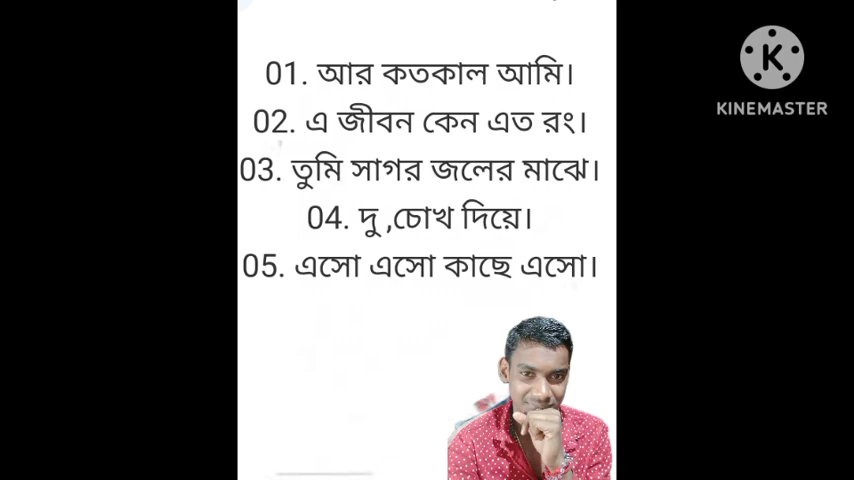 01. আর কতকাল আমি।
02. এ জীবন কেন এত রং।
03. তুমি সাগর জলের মাঝে।
04. দু ,চোখ দিয়ে।
05. এসো এসো কাছে এসো।
K
KINEMASTER